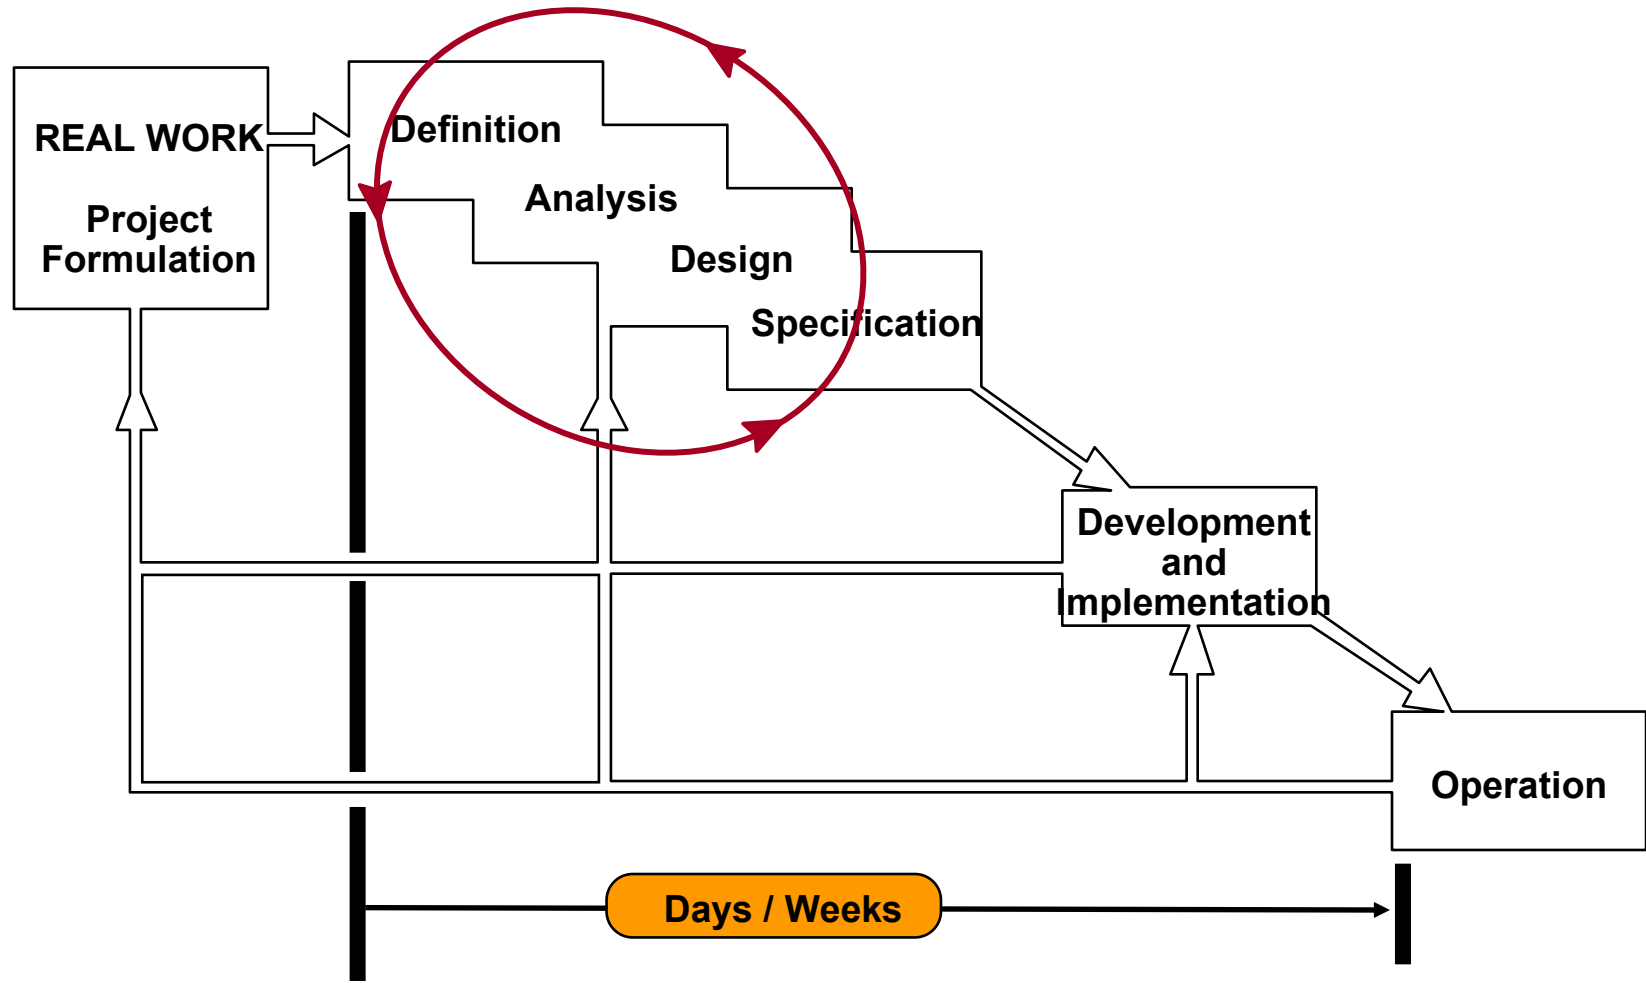 REAL WORK
Project
Formulation
Definition
Analysis
Design
Specification
Development
and
Implementation
Operation
Days / Weeks